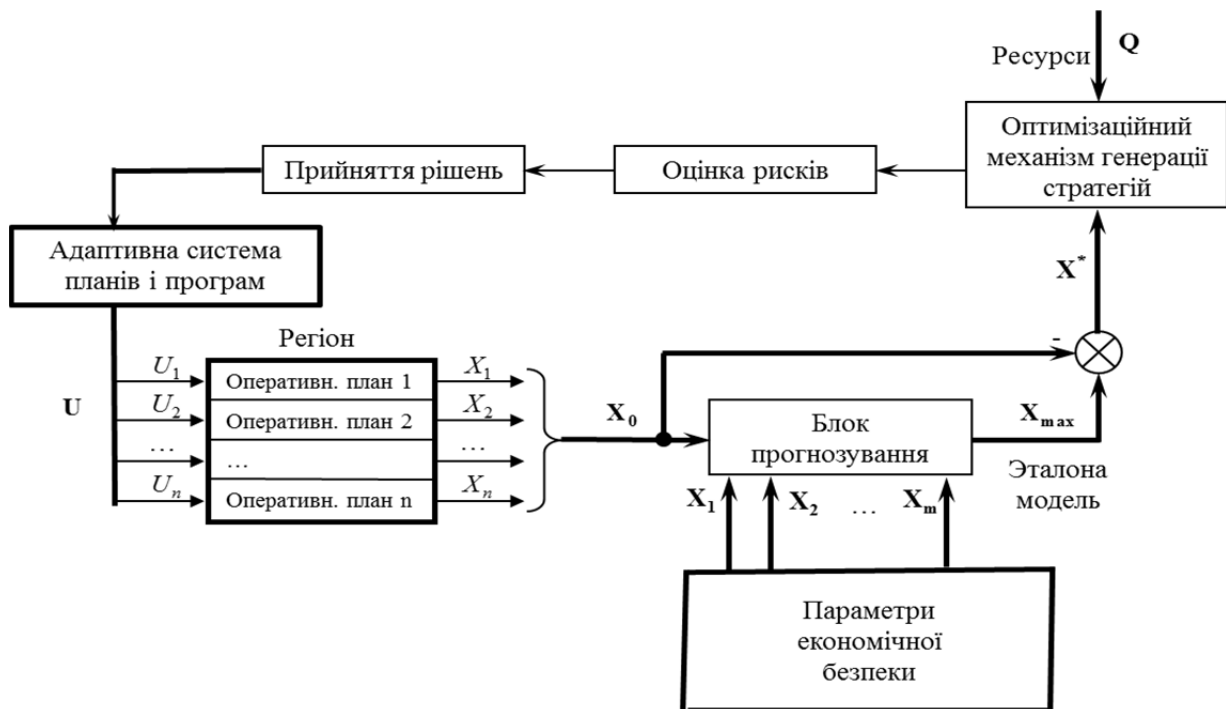 Ресурси
Q
Оптимізаційний
механізм генерації
стратегій
Оцінка рисків
Прийняття рішень
Адаптивна система
планів і програм
X*
-
Регіон
U
U1
Оперативн. план 1
X1
U2
Оперативн. план 2
X2
…
…
…
Un
Оперативн. план n
Xn
X0
Блок
прогнозування
Xmax
Эталона
модель
X1
X2
…
Xm
Параметри
економічної
безпеки